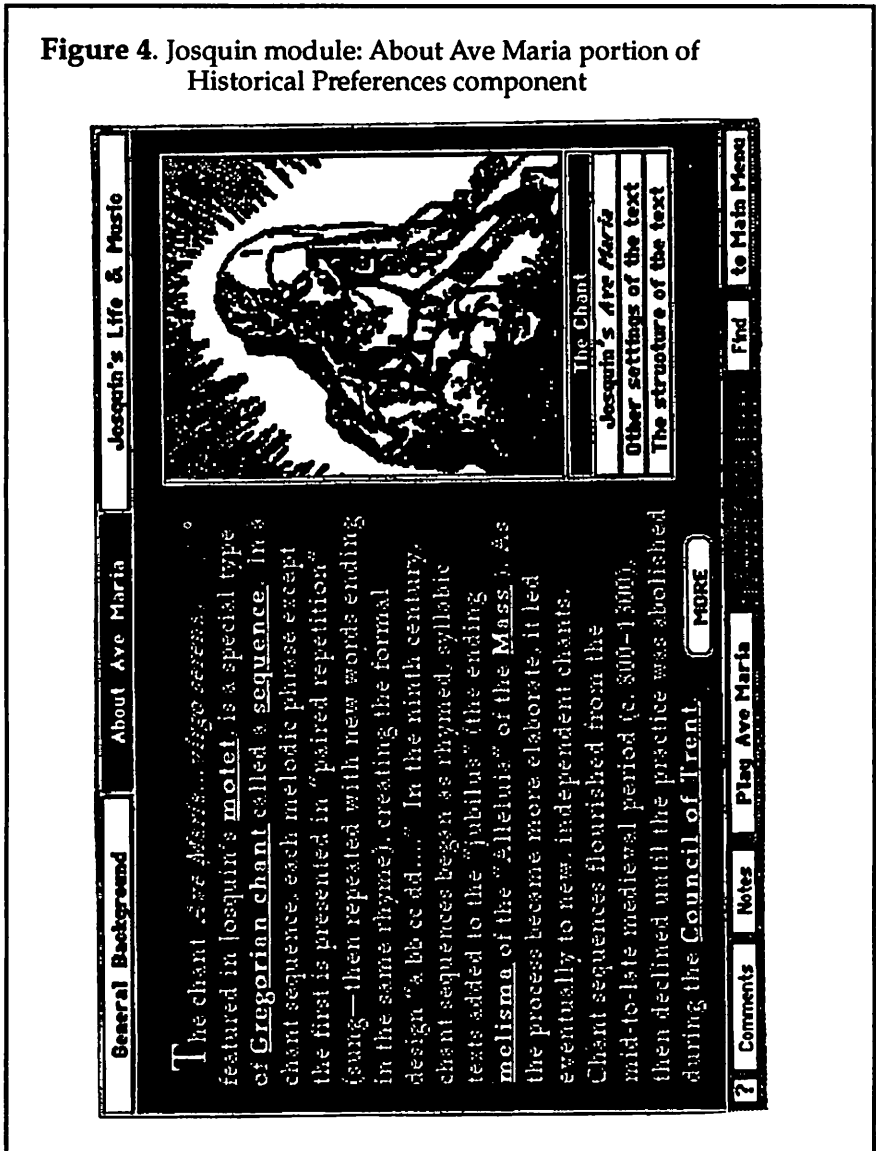 Figure 4. Josquin module: About Ave Maria portion of
Historical Preferences component
General Background
About Ave Maria
Josquin's Life & Music
The chant Ave Maria...virgo serena,
featured in Josquin's motet, is a special type
of Gregorian chant called a sequence. In a
chant sequence, each melodic phrase except
the first is presented in "paired repetition"
(sung—then repeated with new words ending
in the same rhyme), creating the formal
design "a bb cc dd...." In the ninth century,
chant sequences began as rhymed, syllabic
texts added to the "jubilus" (the ending
melisma of the "Alleluia" of the Mass). As
the process became more elaborate, it led
eventually to new, independent chants.
Chant sequences flourished from the
mid-to-late medieval period (c. 800-1300),
then declined until the practice was abolished
during the Council of Trent.
MORE
The Chant
Josquin's Ave Maria
Other settings of the text
The structure of the text
?
Comments
Notes
Play Ave Maria
Find
to Main Menu